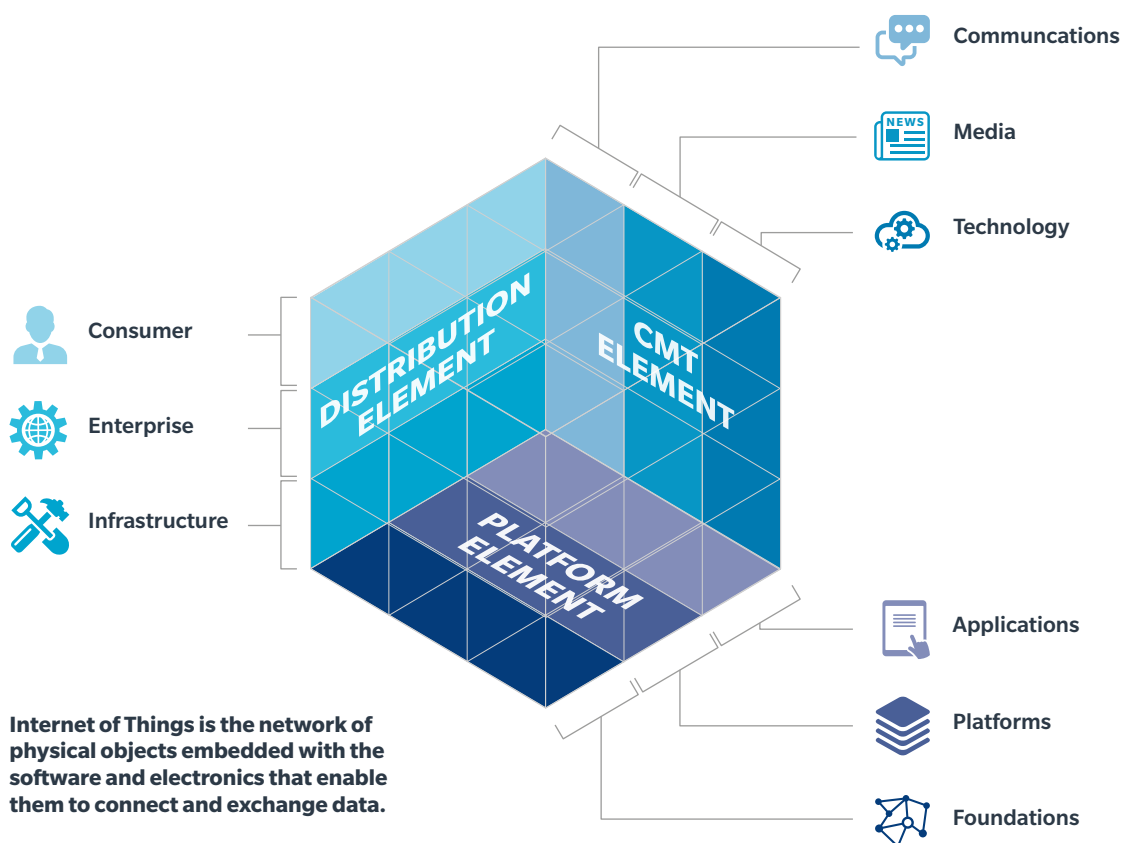 Communcations
NEWS
Media
Technology
DISTRIBUTION
ELEMENT
CMT
ELEMENT
Consumer
Enterprise
Infrastructure
PLATFORM
ELEMENT
Applications
Platforms
Foundations
Internet of Things is the network of
physical objects embedded with the
software and electronics that enable
them to connect and exchange data.